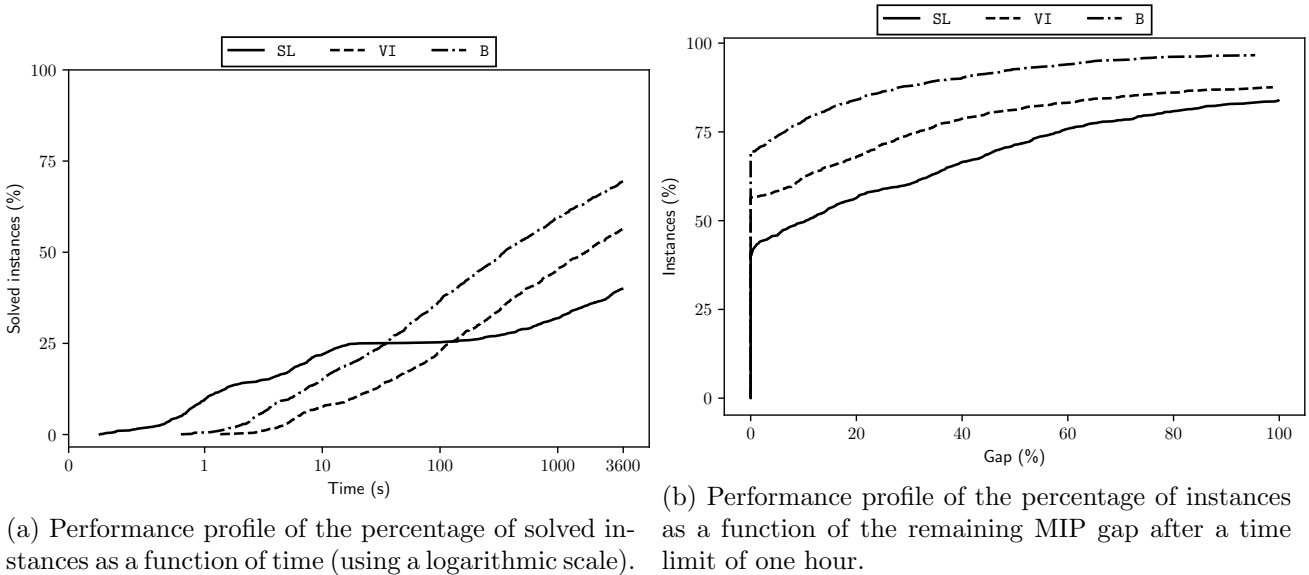 SL VI B
100
75
50
25
0
Solved instances (%)
0 1 10 100 1000 3600
Time (s)
(a) Performance profile of the percentage of solved in-
stances as a function of time (using a logarithmic scale).
SL VI B
100
75
50
25
0
Instances (%)
0 20 40 60 80 100
Gap (%)
(b) Performance profile of the percentage of instances
as a function of the remaining MIP gap after a time
limit of one hour.